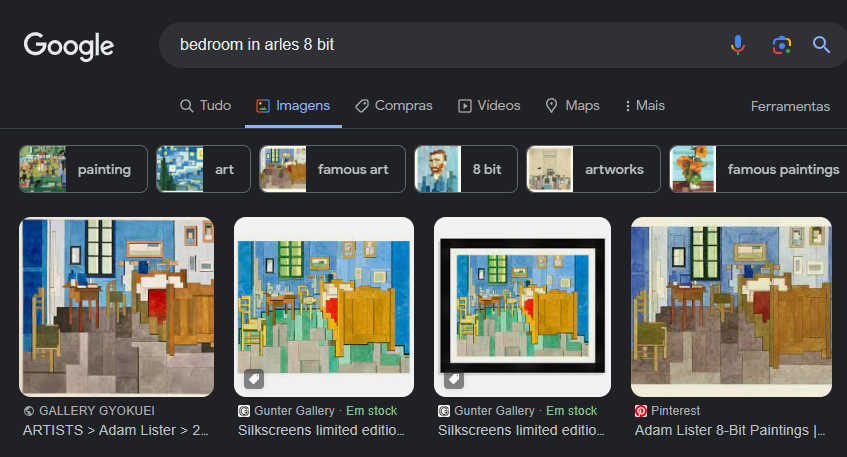 Google
bedroom in arles 8 bit
Tudo Imagens Compras Vídeos Maps Mais Ferramentas
painting art famous art 8 bit artworks famous paintings
GALLERY GYOKUEI
ARTISTS > Adam Lister > 2...
Gunter Gallery · Em stock
Silkscreens limited editio...
Gunter Gallery · Em stock
Silkscreens limited editio...
Pinterest
Adam Lister 8-Bit Paintings |...